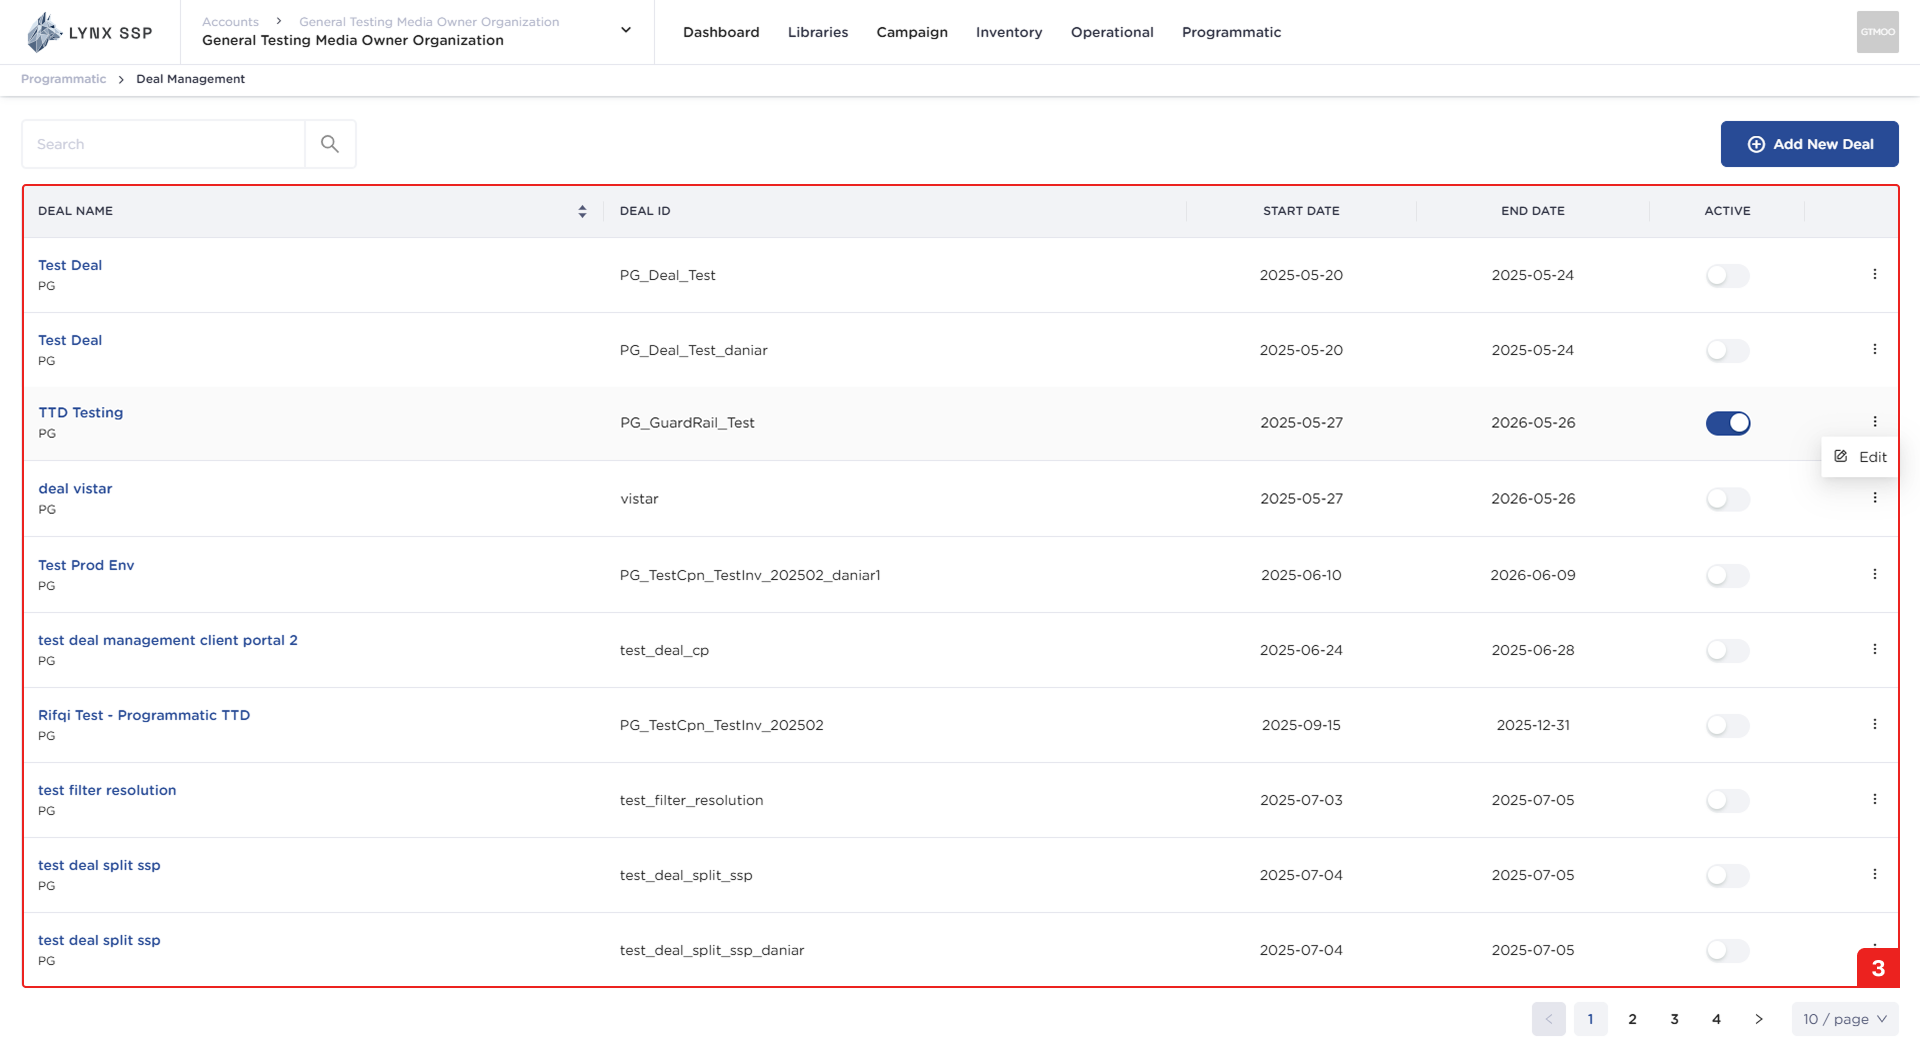 LYNX SSP
Accounts > General Testing Media Owner Organization
General Testing Media Owner Organization
Dashboard Libraries Campaign Inventory Operational Programmatic
GTMOO
Programmatic > Deal Management
Search
Add New Deal
DEAL NAME DEAL ID START DATE END DATE ACTIVE
Test Deal
PG
PG_Deal_Test 2025-05-20 2025-05-24
Test Deal
PG
PG_Deal_Test_daniar 2025-05-20 2025-05-24
TTD Testing
PG
PG_GuardRail_Test 2025-05-27 2026-05-26
Edit
deal vistar
PG
vistar 2025-05-27 2026-05-26
Test Prod Env
PG
PG_TestCpn_TestInv_202502_daniar1 2025-06-10 2026-06-09
test deal management client portal 2
PG
test_deal_cp 2025-06-24 2025-06-28
Rifqi Test - Programmatic TTD
PG
PG_TestCpn_TestInv_202502 2025-09-15 2025-12-31
test filter resolution
PG
test_filter_resolution 2025-07-03 2025-07-05
test deal split ssp
PG
test_deal_split_ssp 2025-07-04 2025-07-05
test deal split ssp
PG
test_deal_split_ssp_daniar 2025-07-04 2025-07-05
3
< 1 2 3 4 > 10 / page